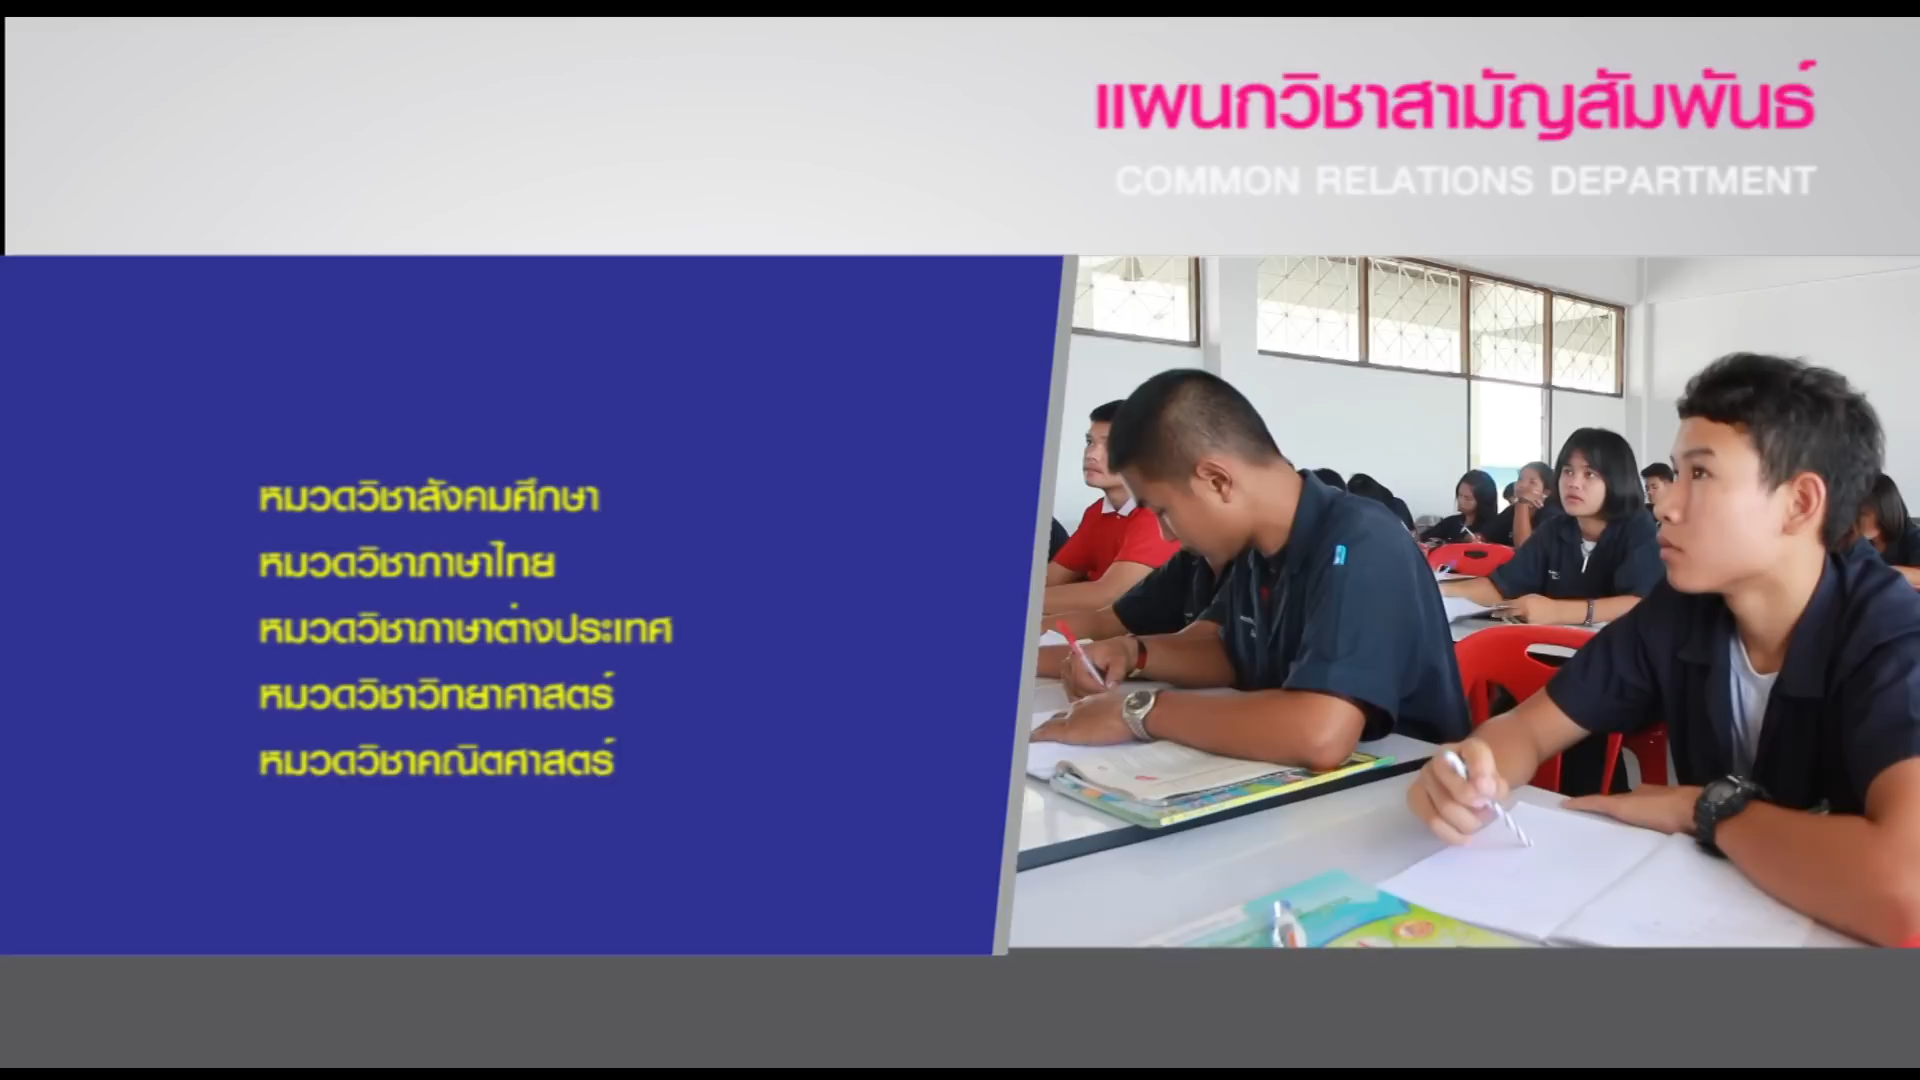 แผนกวิชาสามัญสัมพันธ์
COMMON RELATIONS DEPARTMENT
หมวดวิชาสังคมศึกษา
หมวดวิชาภาษาไทย
หมวดวิชาภาษาต่างประเทศ
หมวดวิชาวิทยาศาสตร์
หมวดวิชาคณิตศาสตร์